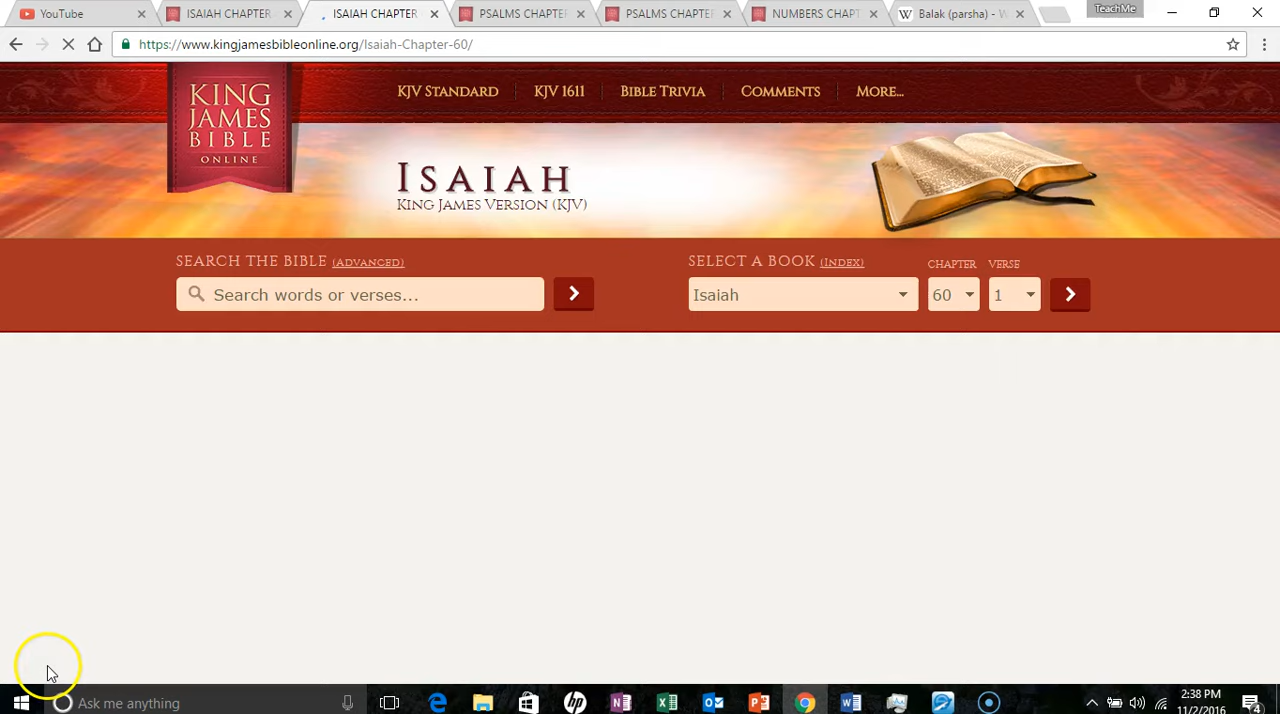 YouTube
ISAIAH CHAPTER
ISAIAH CHAPTER
PSALMS CHAPTE
PSALMS CHAPTE
NUMBERS CHAPT
Balak (parsha) - W
TeachMe
https://www.kingjamesbibleonline.org/Isaiah-Chapter-60/
KING
JAMES
BIBLE
ONLINE
KJV STANDARD
KJV 1611
BIBLE TRIVIA
COMMENTS
MORE...
ISAIAH
KING JAMES VERSION (KJV)
SEARCH THE BIBLE (ADVANCED)
Search words or verses...
SELECT A BOOK (INDEX)
CHAPTER
VERSE
Isaiah
60
1
Ask me anything
2:38 PM
11/2/2016
4